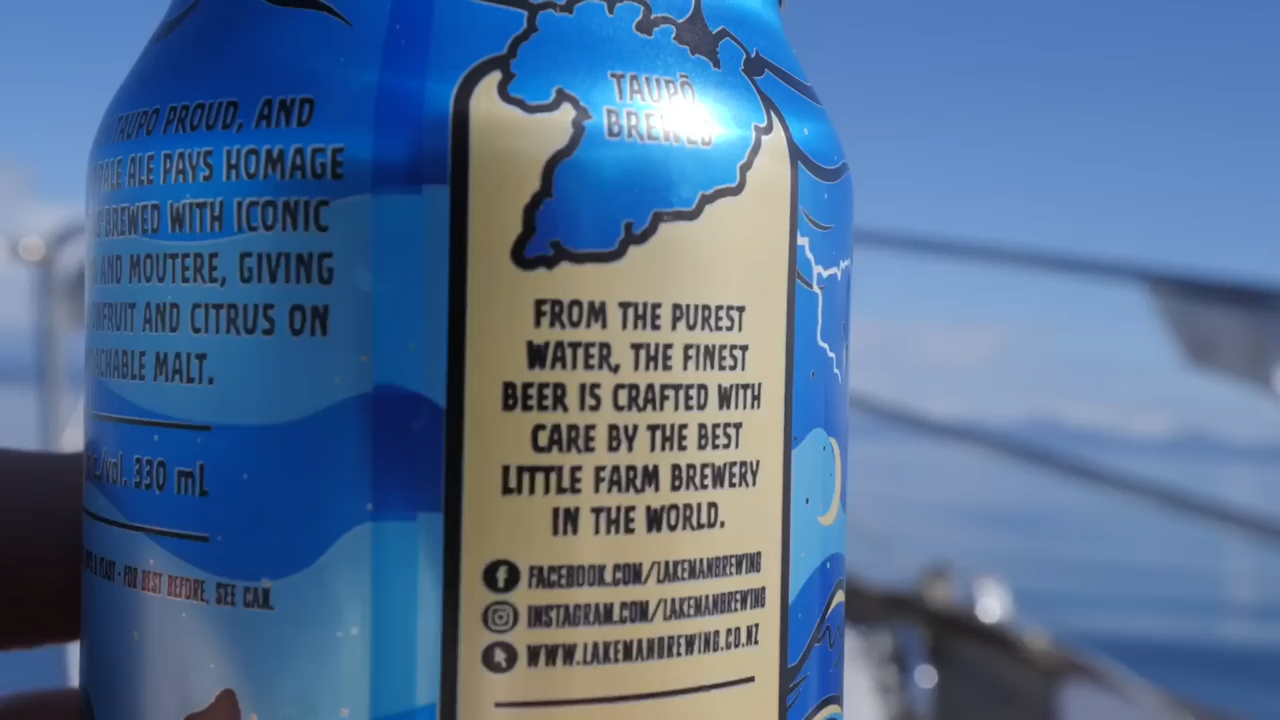 TAUPO PROUD, AND
PALE ALE PAYS HOMAGE
BREWED WITH ICONIC
AND MOUTERE, GIVING
AND CITRUS ON
MALT.
330 mL
- FOR BEST BEFORE, SEE CAN.
TAUPŌ
BREWED
FROM THE PUREST
WATER, THE FINEST
BEER IS CRAFTED WITH
CARE BY THE BEST
LITTLE FARM BREWERY
IN THE WORLD.
FACEBOOK.COM/LAKEMANBREWING
INSTAGRAM.COM/LAKEMANBREWING
WWW.LAKEMANBREWING.CO.NZ